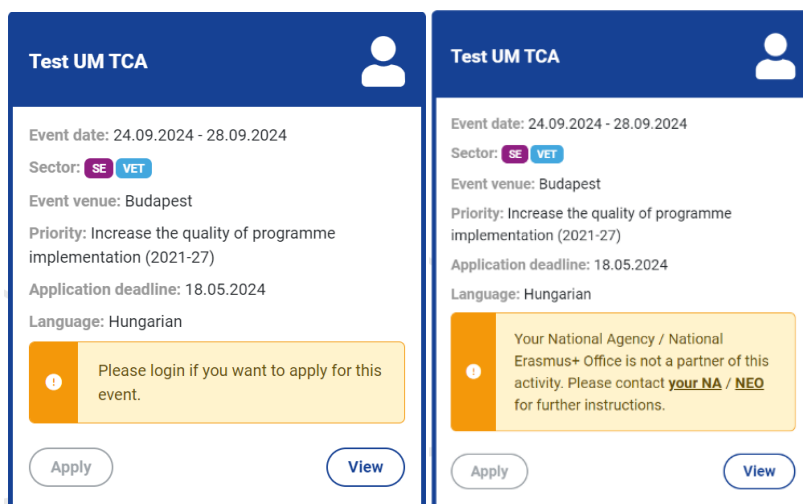 Test UM TCA
Event date: 24.09.2024 - 28.09.2024
Sector: SE VET
Event venue: Budapest
Priority: Increase the quality of programme
implementation (2021-27)
Application deadline: 18.05.2024
Language: Hungarian
Please login if you want to apply for this
event.
Apply
View
Test UM TCA
Event date: 24.09.2024 - 28.09.2024
Sector: SE VET
Event venue: Budapest
Priority: Increase the quality of programme
implementation (2021-27)
Application deadline: 18.05.2024
Language: Hungarian
Your National Agency / National
Erasmus+ Office is not a partner of this
activity. Please contact your NA / NEO
for further instructions.
Apply
View